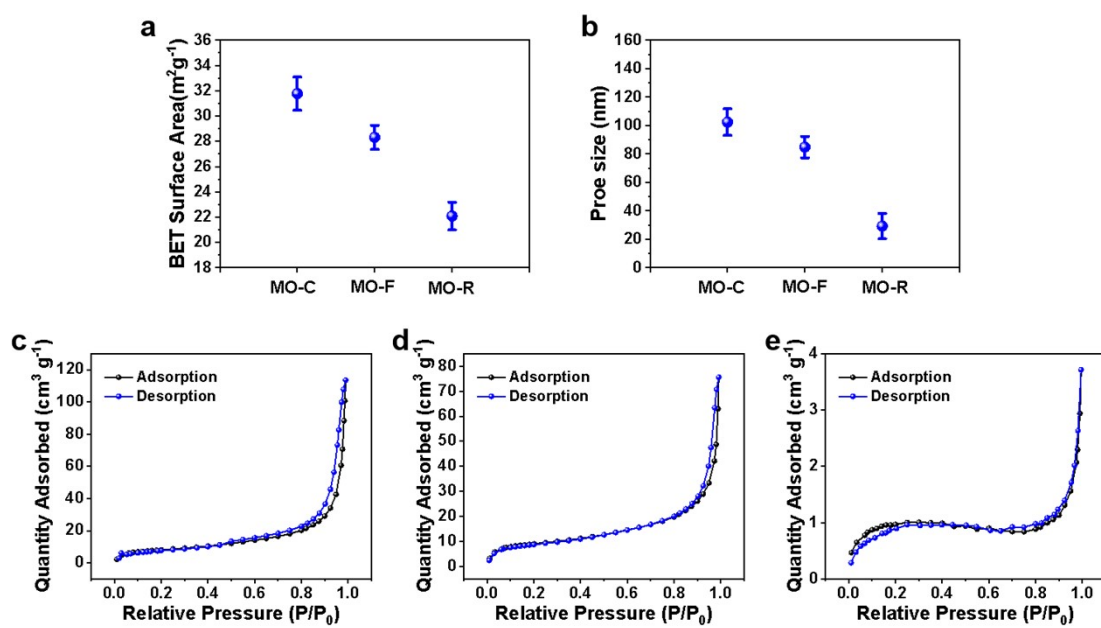 a
BET Surface Area(m²g⁻¹)
36
34
32
30
28
26
24
22
20
18
MO-C
MO-F
MO-R
b
Proe size (nm)
160
140
120
100
80
60
40
20
0
MO-C
MO-F
MO-R
c
Quantity Adsorbed (cm³ g⁻¹)
120
100
80
60
40
20
0
Adsorption
Desorption
0.0 0.2 0.4 0.6 0.8 1.0
Relative Pressure (P/P₀)
d
Quantity Adsorbed (cm³ g⁻¹)
80
70
60
50
40
30
20
10
0
Adsorption
Desorption
0.0 0.2 0.4 0.6 0.8 1.0
Relative Pressure (P/P₀)
e
Quantity Adsorbed (cm³ g⁻¹)
4
3
2
1
0
Adsorption
Desorption
0.0 0.2 0.4 0.6 0.8 1.0
Relative Pressure (P/P₀)